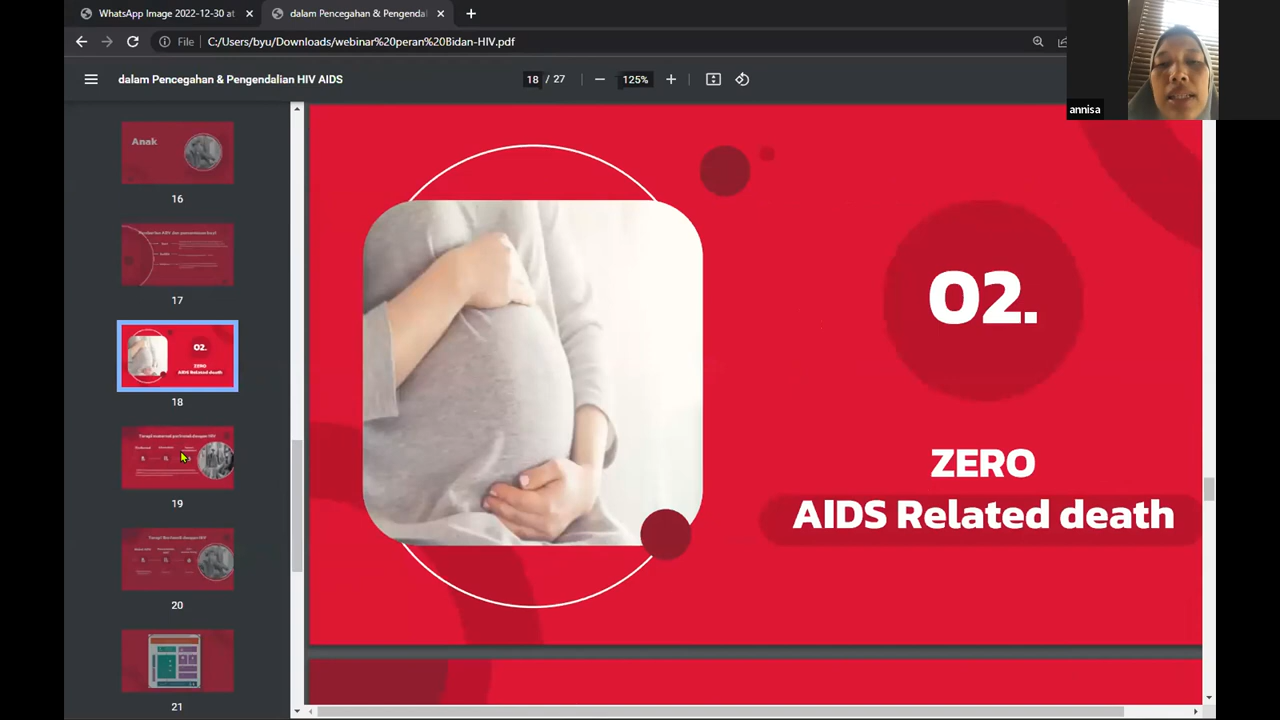 WhatsApp Image 2022-12-30 at
dalam Pencegahan & Pengendal
File
C:/Users/byu/Downloads/webinar%20peran%20Bidan-HIV.pdf
annisa
dalam Pencegahan & Pengendalian HIV AIDS
18 / 27
125%
Anak
16
17
02.
ZERO
AIDS Related death
18
19
20
21
02.
ZERO
AIDS Related death